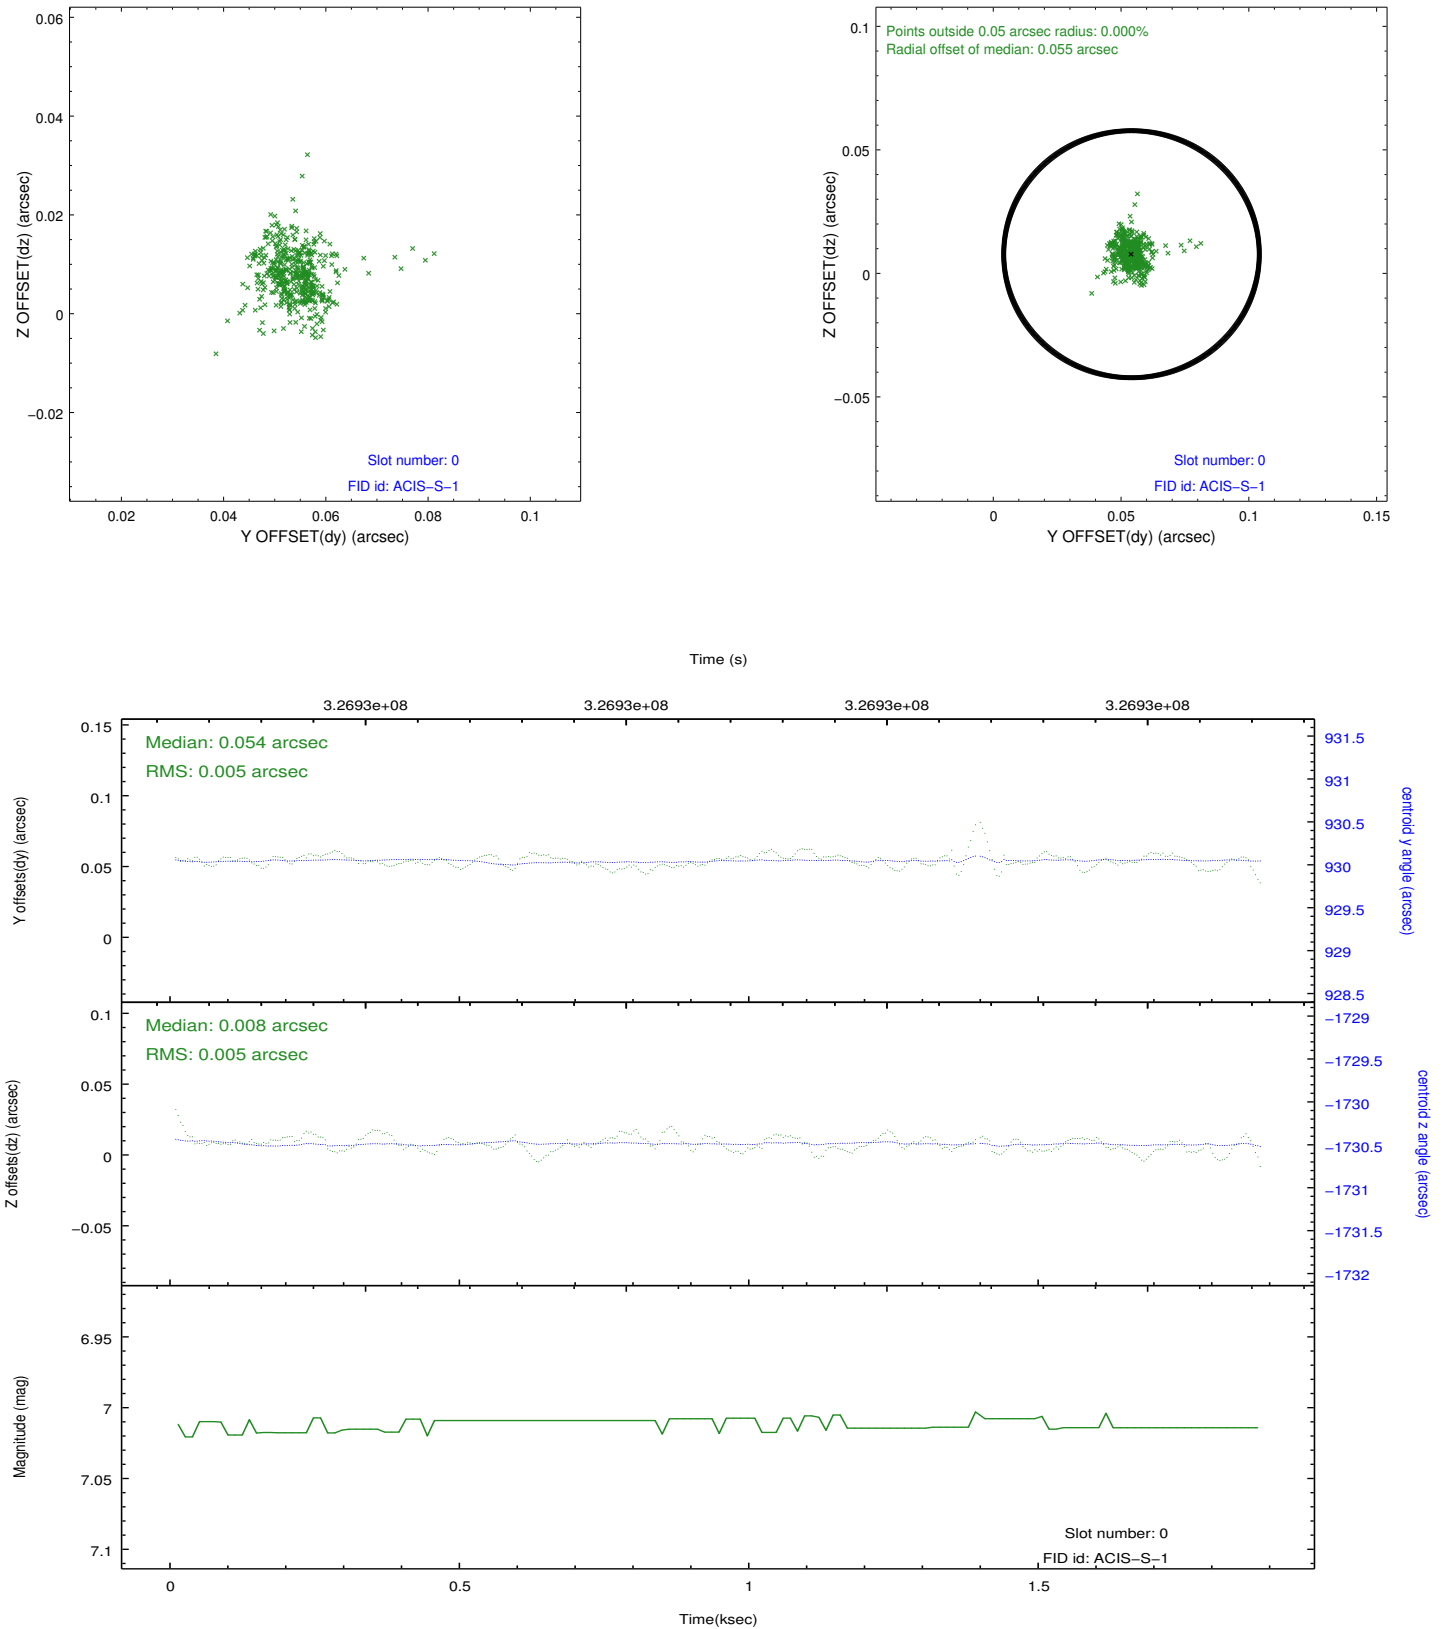 0.06
0.04
0.02
0
−0.02
Z OFFSET(dz) (arcsec)
Slot number: 0
FID id: ACIS−S−1
0.02 0.04 0.06 0.08 0.1
Y OFFSET(dy) (arcsec)
Points outside 0.05 arcsec radius: 0.000%
Radial offset of median: 0.055 arcsec
0.1
0.05
0
−0.05
Z OFFSET(dz) (arcsec)
Slot number: 0
FID id: ACIS−S−1
0 0.05 0.1 0.15
Y OFFSET(dy) (arcsec)
Time (s)
3.2693e+08 3.2693e+08 3.2693e+08 3.2693e+08
Median: 0.054 arcsec
RMS: 0.005 arcsec
0.15
0.1
0.05
0
Y offsets(dy) (arcsec)
931.5
931
930.5
930
929.5
929
928.5
centroid y angle (arcsec)
Median: 0.008 arcsec
RMS: 0.005 arcsec
0.1
0.05
0
−0.05
Z offsets(dz) (arcsec)
−1729
−1729.5
−1730
−1730.5
−1731
−1731.5
−1732
centroid z angle (arcsec)
6.95
7
7.05
7.1
Magnitude (mag)
Slot number: 0
FID id: ACIS−S−1
0 0.5 1 1.5
Time(ksec)